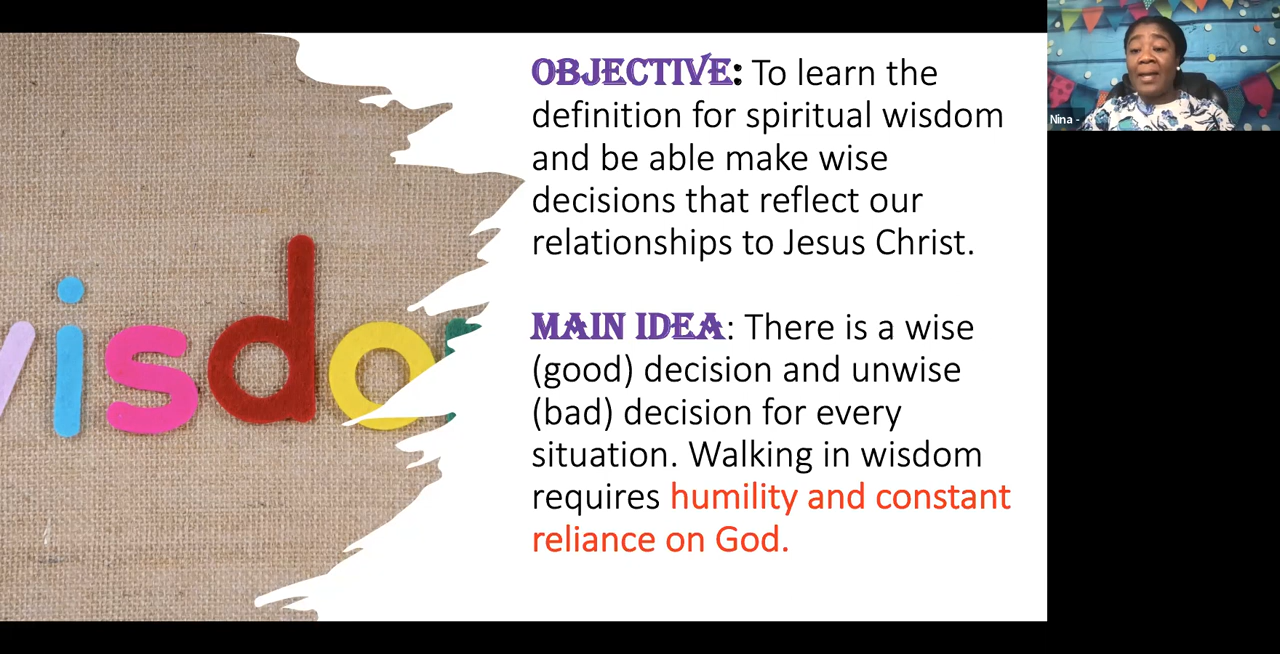 wisdo
OBJECTIVE: To learn the
definition for spiritual wisdom
and be able make wise
decisions that reflect our
relationships to Jesus Christ.
MAIN IDEA: There is a wise
(good) decision and unwise
(bad) decision for every
situation. Walking in wisdom
requires humility and constant
reliance on God.
Nina -